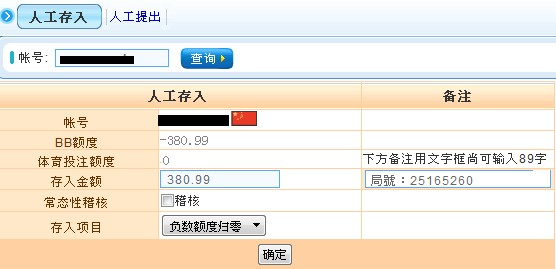 人工存入 人工提出
帐号: 查询
人工存入 备注
帐号
BB额度 -380.99
体育投注额度 0 下方备注用文字框尚可输入89字
存入金额 380.99 局號：25165260
常态性稽核 稽核
存入项目 负数额度归零
确定